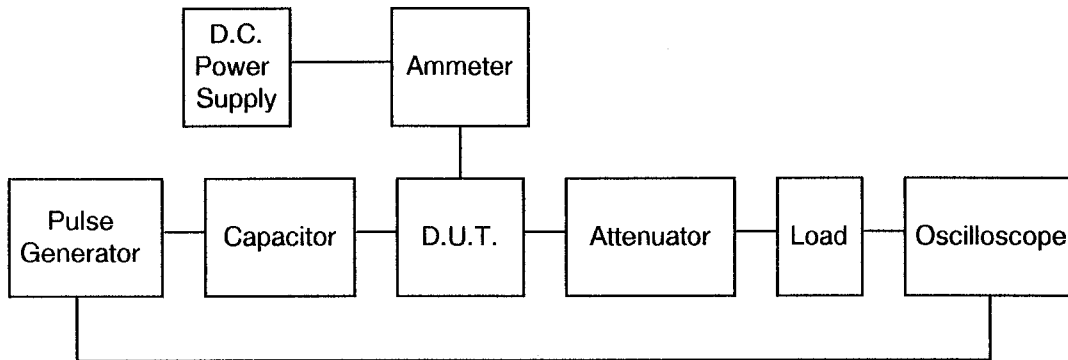 D.C.
Power
Supply
Ammeter
Pulse
Generator
Capacitor
D.U.T.
Attenuator
Load
Oscilloscope